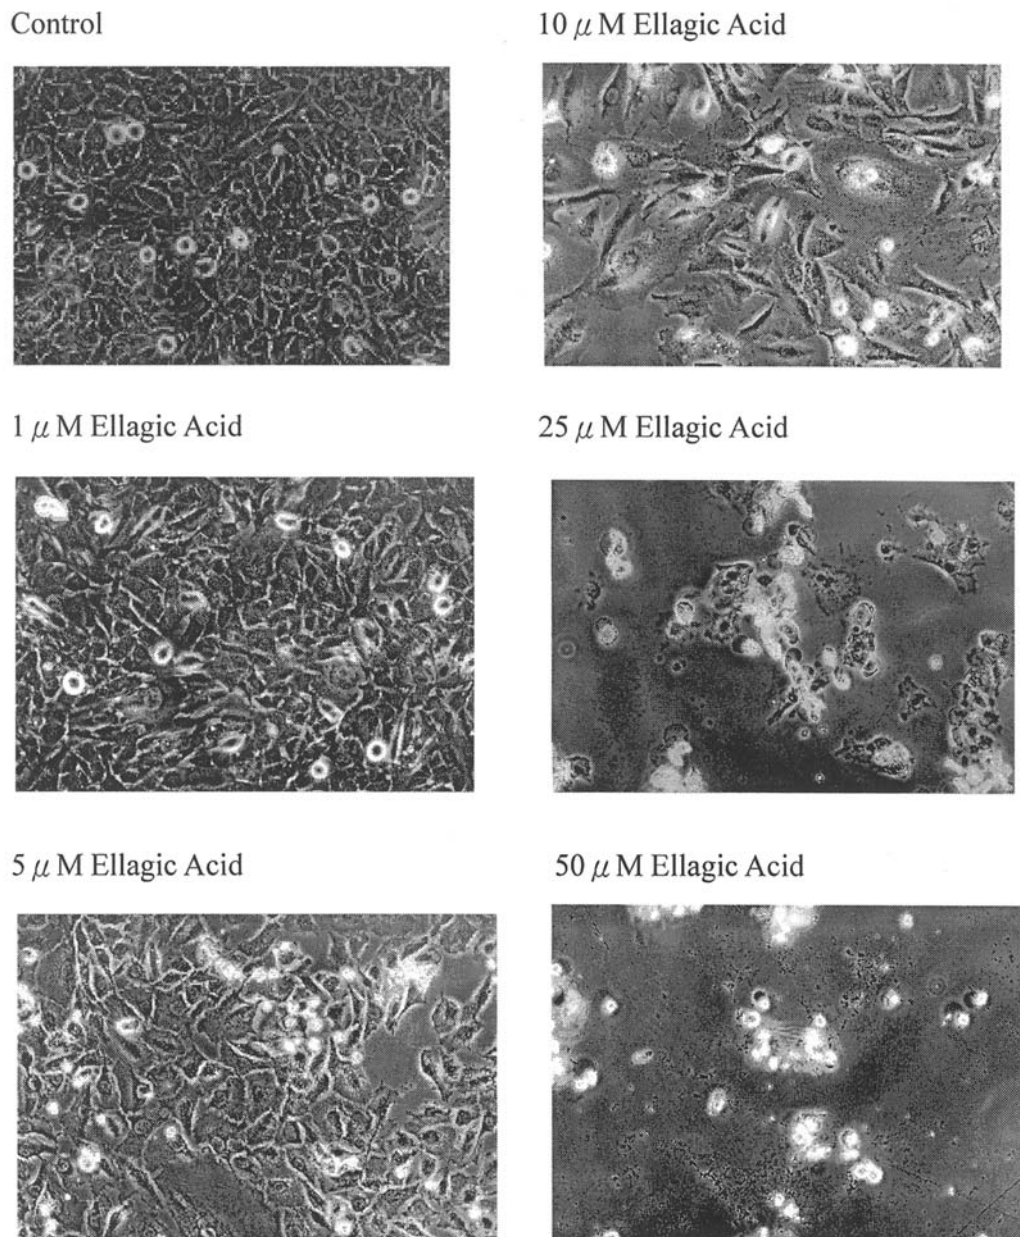 Control
10 μ M Ellagic Acid
1 μ M Ellagic Acid
25 μ M Ellagic Acid
5 μ M Ellagic Acid
50 μ M Ellagic Acid